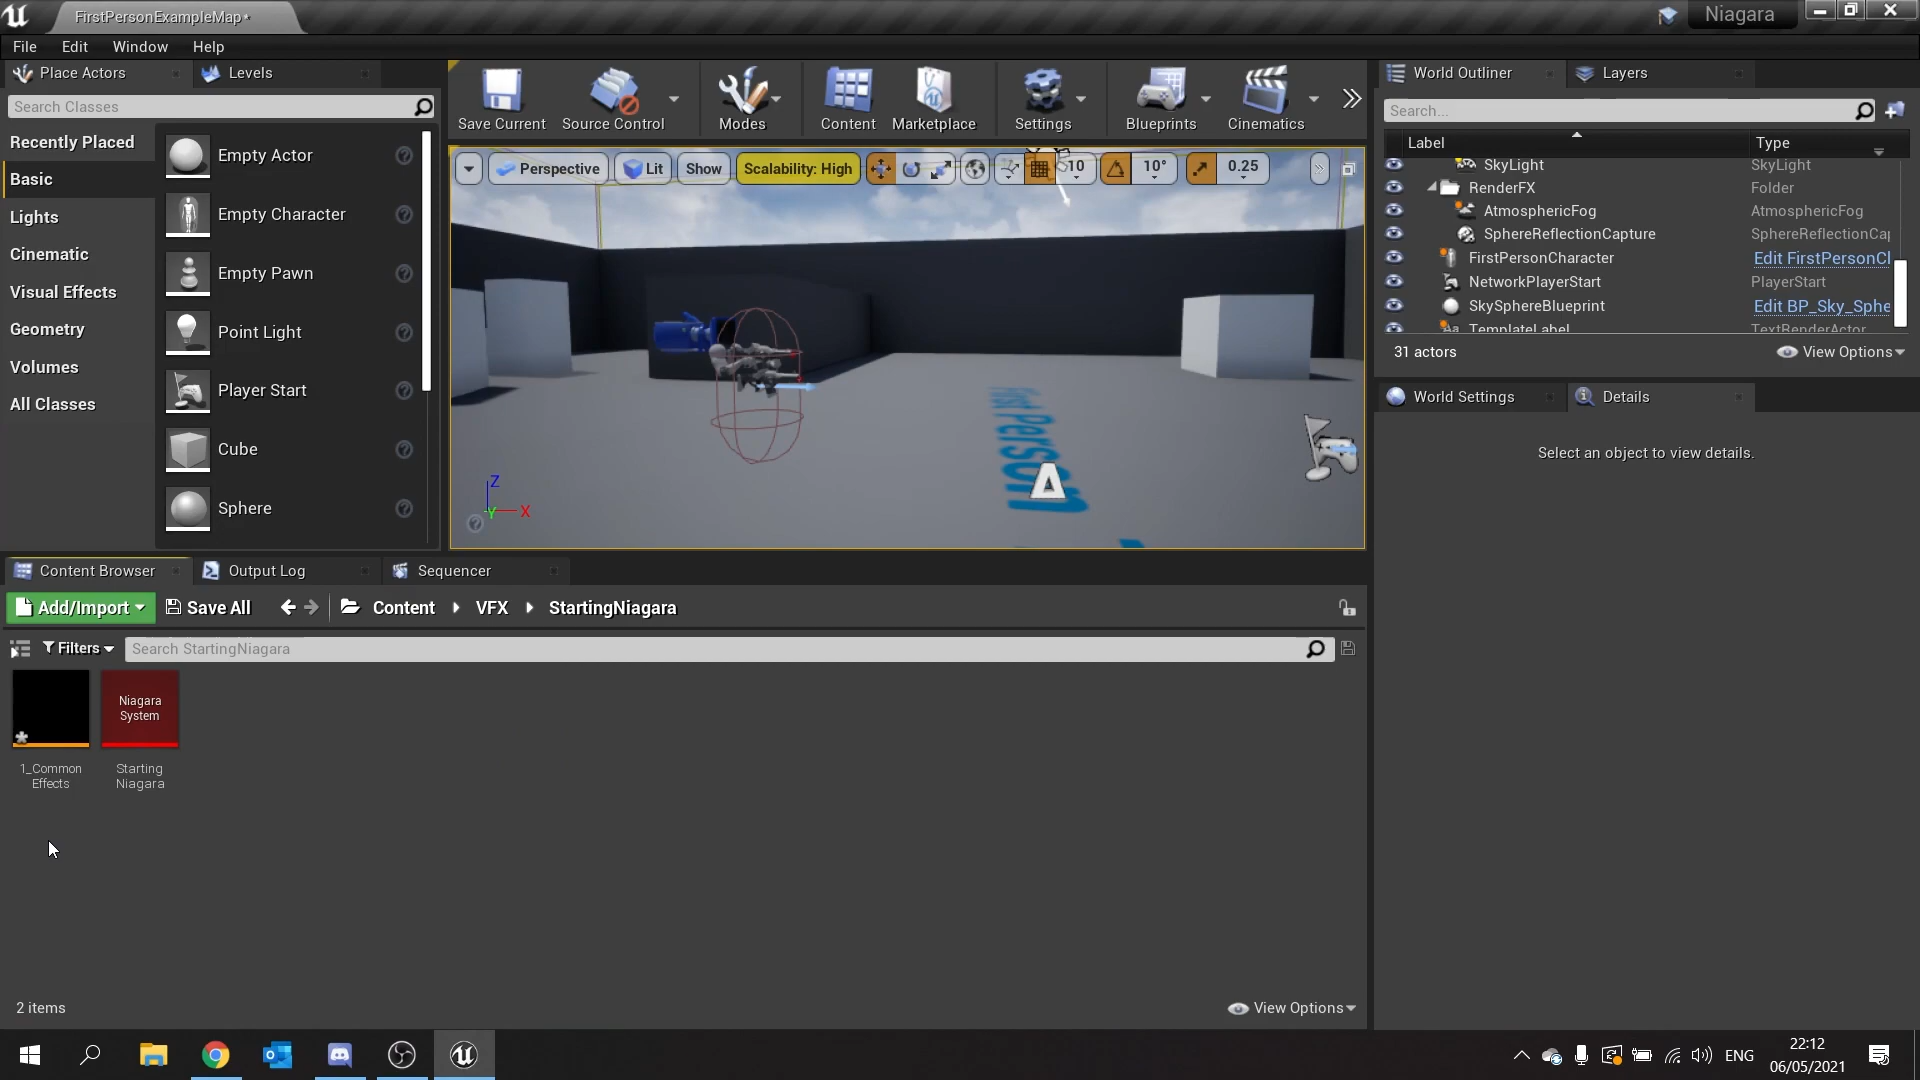 FirstPersonExampleMap*
Niagara
File
Edit
Window
Help
Place Actors
Levels
Search Classes
Recently Placed
Basic
Lights
Cinematic
Visual Effects
Geometry
Volumes
All Classes
Empty Actor
Empty Character
Empty Pawn
Point Light
Player Start
Cube
Sphere
Save Current
Source Control
Modes
Content
Marketplace
Settings
Blueprints
Cinematics
Perspective
Lit
Show
Scalability: High
10
10°
0.25
First Person
Z
Y
X
World Outliner
Layers
Search...
Label
Type
SkyLight
SkyLight
RenderFX
Folder
AtmosphericFog
AtmosphericFog
SphereReflectionCapture
SphereReflectionCap
FirstPersonCharacter
Edit FirstPersonCl
NetworkPlayerStart
PlayerStart
SkySphereBlueprint
Edit BP_Sky_Sphe
TemplateLabel
TextRenderActor
31 actors
View Options
World Settings
Details
Select an object to view details.
Content Browser
Output Log
Sequencer
Add/Import
Save All
Content
VFX
StartingNiagara
Filters
Search StartingNiagara
Niagara
System
1_Common
Effects
Starting
Niagara
2 items
View Options
ENG
22:12
06/05/2021